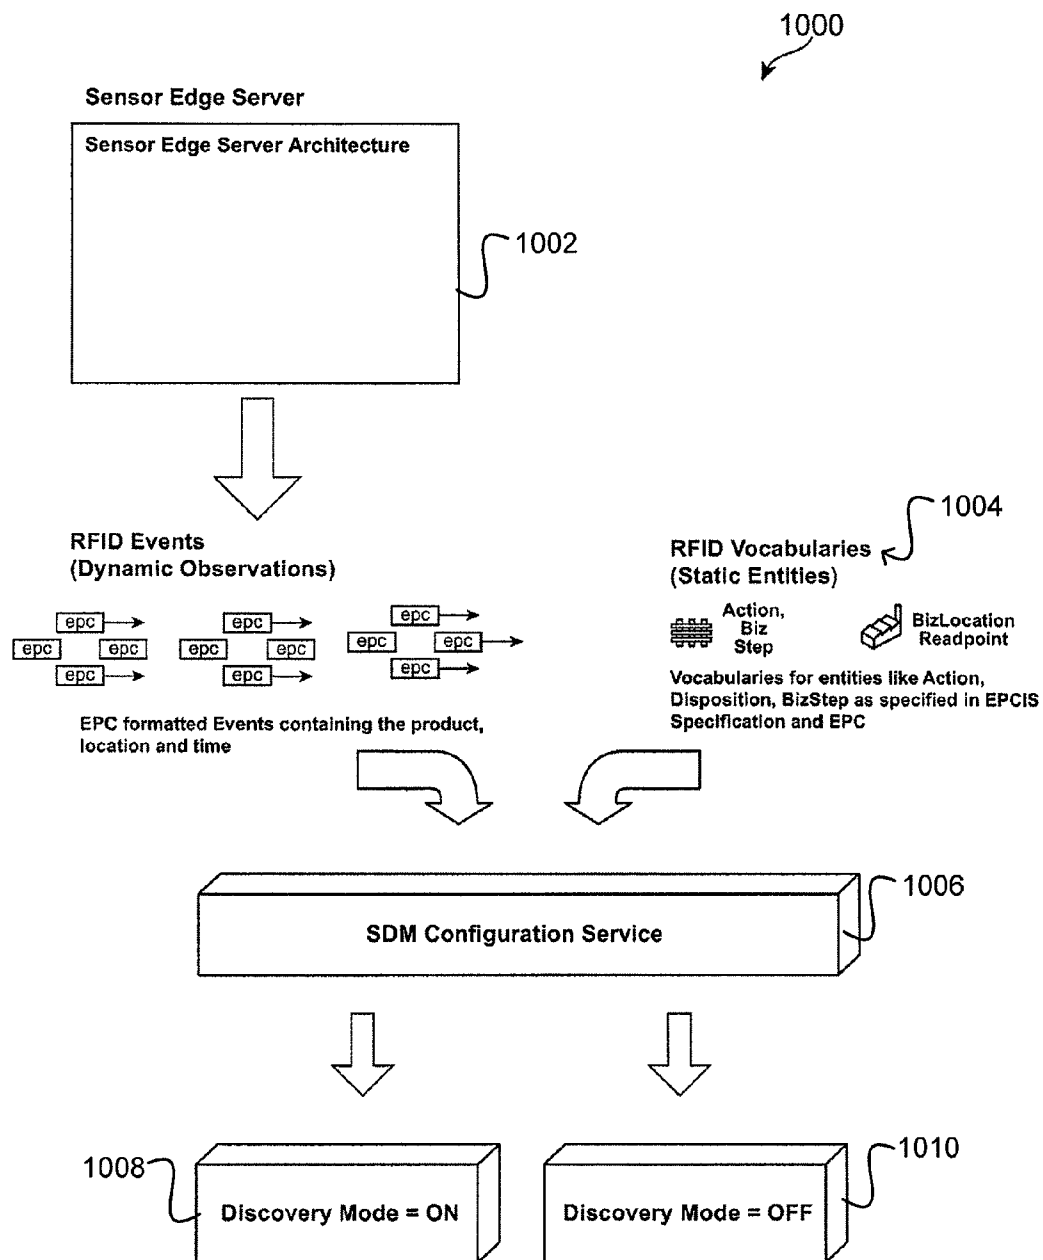 1000
Sensor Edge Server
Sensor Edge Server Architecture
1002
1004
RFID Events
(Dynamic Observations)
RFID Vocabularies
(Static Entities)
epc epc epc
epc epc epc epc epc epc
epc epc epc
Action,
Biz
Step
BizLocation
Readpoint
Vocabularies for entities like Action,
Disposition, BizStep as specified in EPCIS
Specification and EPC
EPC formatted Events containing the product,
location and time
1006
SDM Configuration Service
1008
1010
Discovery Mode = ON
Discovery Mode = OFF